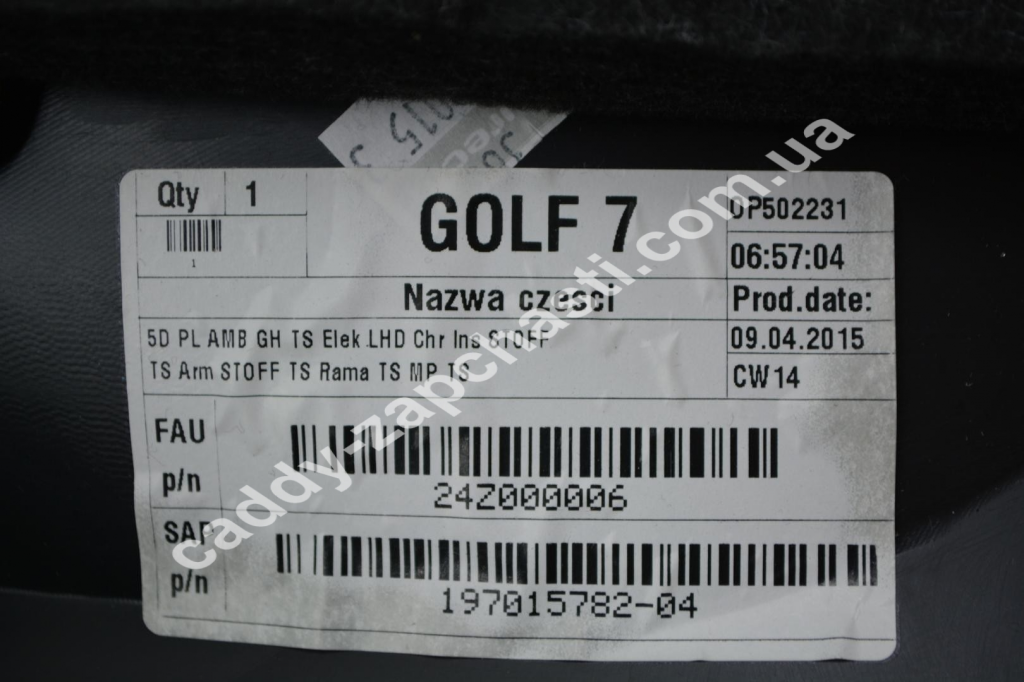 Qty 1
1
GOLF 7
OP502231
06:57:04
Nazwa czesci
Prod.date:
5D PL AMB GH TS Elek.LHD Chr Ins STOFF
TS Arm STOFF TS Rama TS MP TS
09.04.2015
CW14
FAU
p/n
24Z000006
SAP
p/n
197015782-04
caddy-zapchasti.com.ua